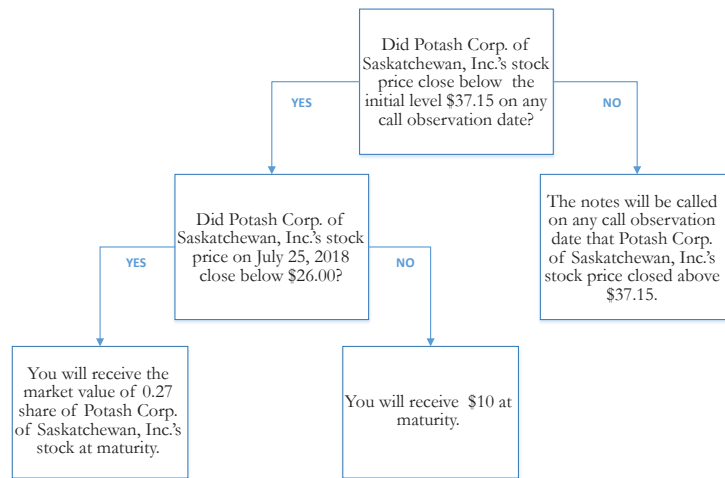 Did Potash Corp. of
Saskatchewan, Inc.'s stock
price close below the
initial level $37.15 on any
call observation date?
YES
NO
Did Potash Corp. of
Saskatchewan, Inc.'s stock
price on July 25, 2018
close below $26.00?
The notes will be called
on any call observation
date that Potash Corp.
of Saskatchewan, Inc.'s
stock price closed above
$37.15.
YES
NO
You will receive the
market value of 0.27
share of Potash Corp.
of Saskatchewan, Inc.'s
stock at maturity.
You will receive $10 at
maturity.